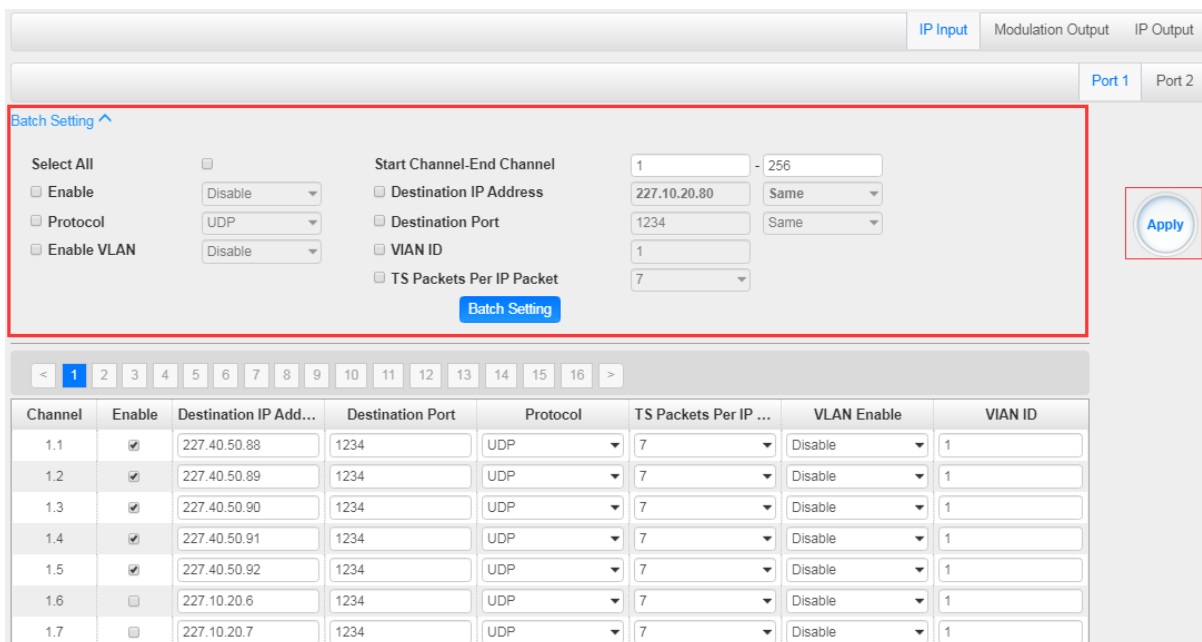 IP Input Modulation Output IP Output
Port 1 Port 2
Batch Setting
Select All Start Channel-End Channel 1 - 256
Enable Disable Destination IP Address 227.10.20.80 Same
Protocol UDP Destination Port 1234 Same
Enable VLAN Disable VIAN ID 1
TS Packets Per IP Packet 7
Batch Setting
Apply
< 1 2 3 4 5 6 7 8 9 10 11 12 13 14 15 16 >
Channel Enable Destination IP Add... Destination Port Protocol TS Packets Per IP ... VLAN Enable VIAN ID
1.1 227.40.50.88 1234 UDP 7 Disable 1
1.2 227.40.50.89 1234 UDP 7 Disable 1
1.3 227.40.50.90 1234 UDP 7 Disable 1
1.4 227.40.50.91 1234 UDP 7 Disable 1
1.5 227.40.50.92 1234 UDP 7 Disable 1
1.6 227.10.20.6 1234 UDP 7 Disable 1
1.7 227.10.20.7 1234 UDP 7 Disable 1